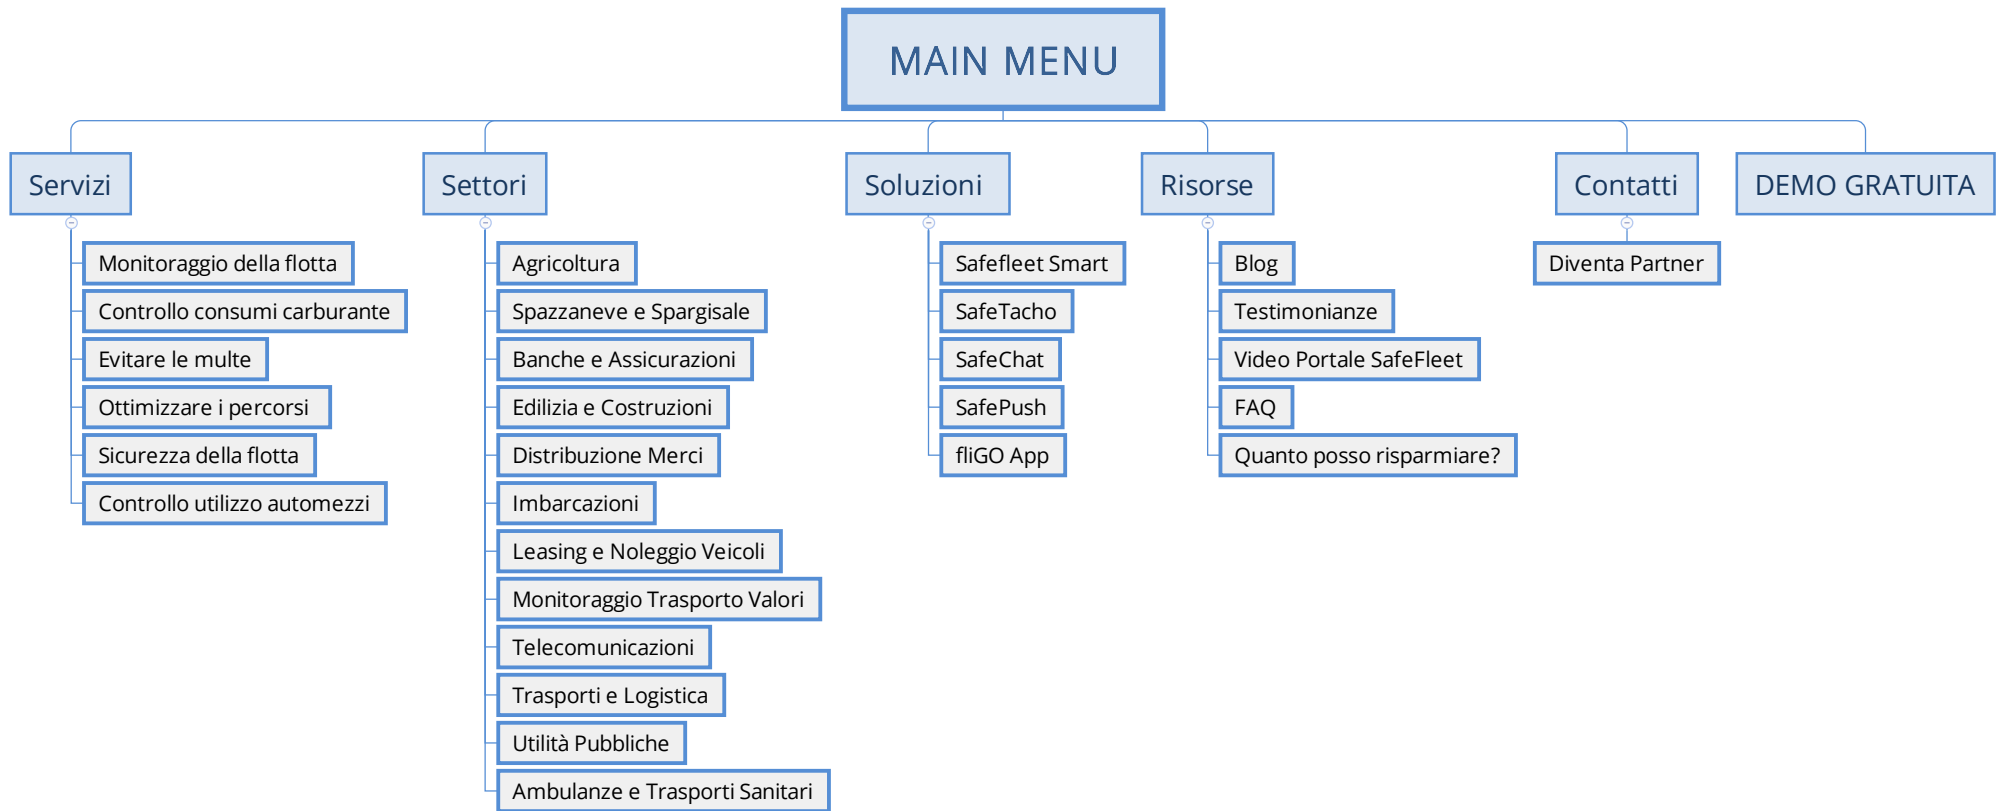 MAIN MENU
Servizi
Monitoraggio della flotta
Controllo consumi carburante
Evitare le multe
Ottimizzare i percorsi
Sicurezza della flotta
Controllo utilizzo automezzi
Settori
Agricoltura
Spazzaneve e Spargisale
Banche e Assicurazioni
Edilizia e Costruzioni
Distribuzione Merci
Imbarcazioni
Leasing e Noleggio Veicoli
Monitoraggio Trasporto Valori
Telecomunicazioni
Trasporti e Logistica
Utilità Pubbliche
Ambulanze e Trasporti Sanitari
Soluzioni
Safefleet Smart
SafeTacho
SafeChat
SafePush
fliGO App
Risorse
Blog
Testimonianze
Video Portale SafeFleet
FAQ
Quanto posso risparmiare?
Contatti
Diventa Partner
DEMO GRATUITA